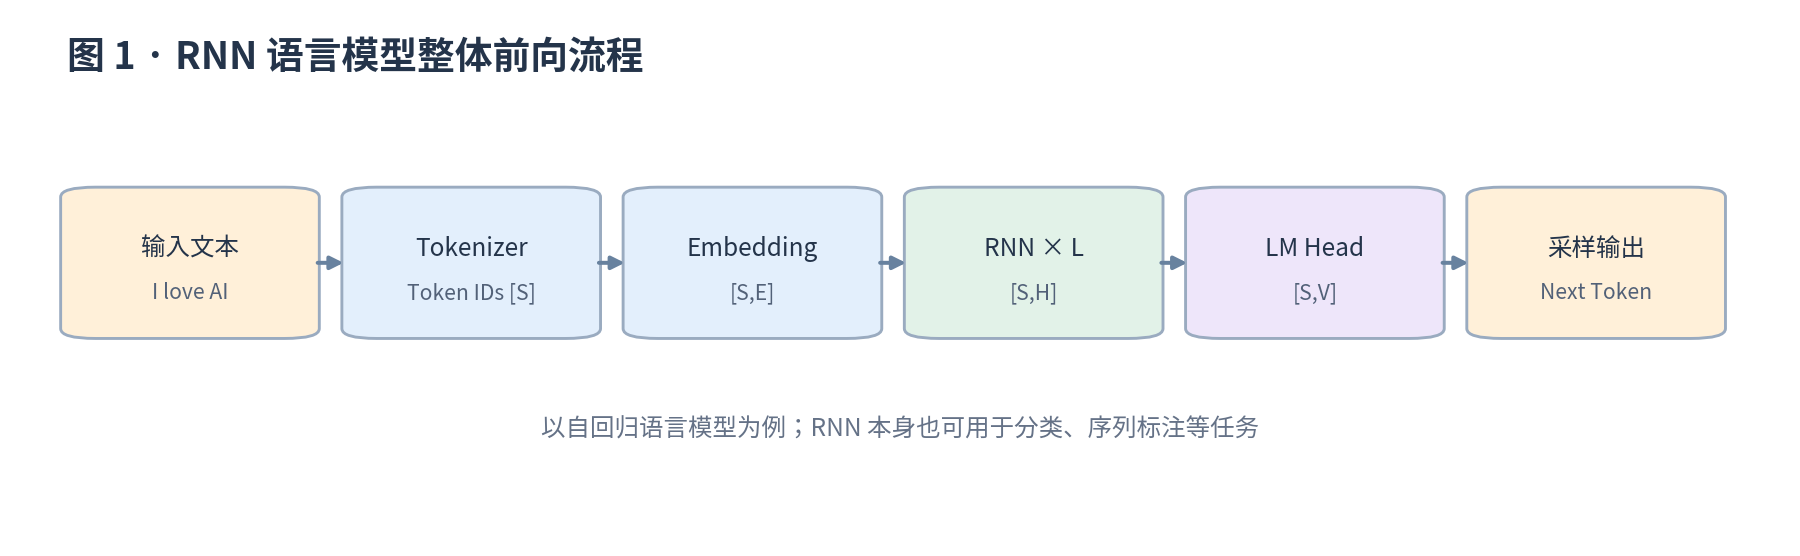 图 1 · RNN 语言模型整体前向流程
输入文本
I love AI
Tokenizer
Token IDs [S]
Embedding
[S,E]
RNN × L
[S,H]
LM Head
[S,V]
采样输出
Next Token
以自回归语言模型为例；RNN 本身也可用于分类、序列标注等任务